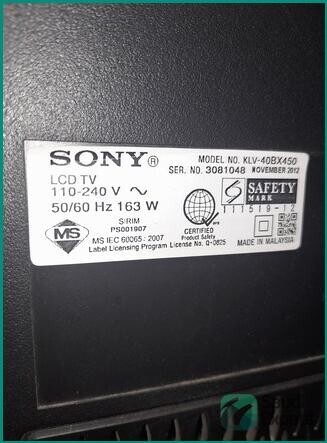 SONY®
MODEL NO. KLV-40BX450
SER. NO. 3081048 NOVEMBER 2012
LCD TV
110-240 V ~
50/60 Hz 163 W
SIRIM
PS001907
MS
MS IEC 60065 : 2007
Label Licensing Program License No. Q-0825
CERTIFIED
Product Safety
S SAFETY
MARK
111519-12
MADE IN MALAYSIA